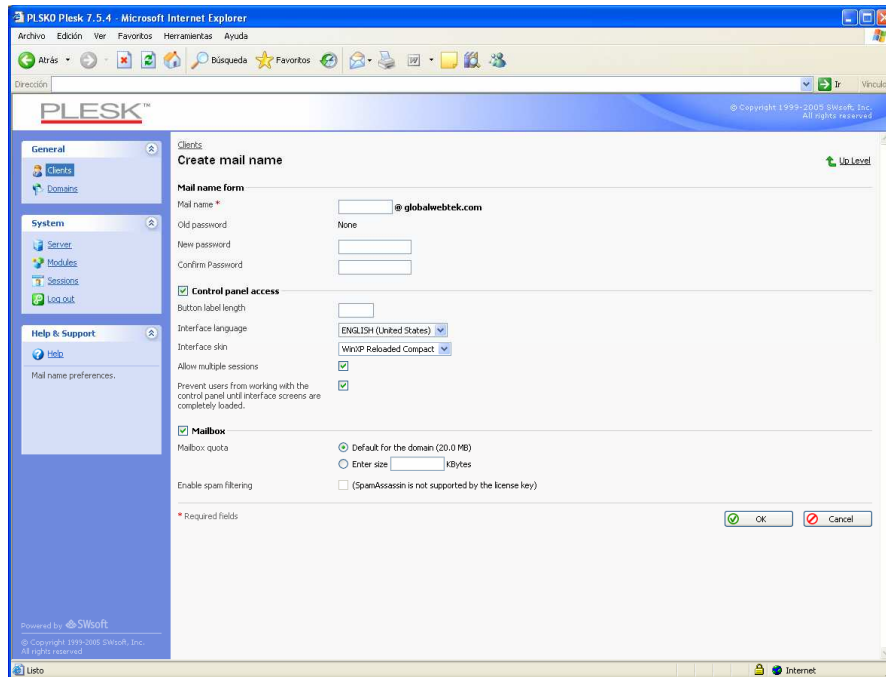 PLSK0 Plesk 7.5.4 - Microsoft Internet Explorer
Archivo Edición Ver Favoritos Herramientas Ayuda
Atrás Búsqueda Favoritos
Dirección Ir Vínculos
PLESK™
© Copyright 1999-2005 SWsoft, Inc.
All rights reserved
General
Clients
Domains
System
Server
Modules
Sessions
Log out
Help & Support
Help
Mail name preferences.
Powered by SWsoft
© Copyright 1999-2005 SWsoft, Inc.
All rights reserved
Clients
Create mail name
Up Level
Mail name form
Mail name * @ globalwebtek.com
Old password None
New password
Confirm Password
Control panel access
Button label length
Interface language ENGLISH (United States)
Interface skin WinXP Reloaded Compact
Allow multiple sessions
Prevent users from working with the
control panel until interface screens are
completely loaded.
Mailbox
Mailbox quota Default for the domain (20.0 MB)
Enter size KBytes
Enable spam filtering (SpamAssassin is not supported by the license key)
* Required fields OK Cancel
Listo Internet